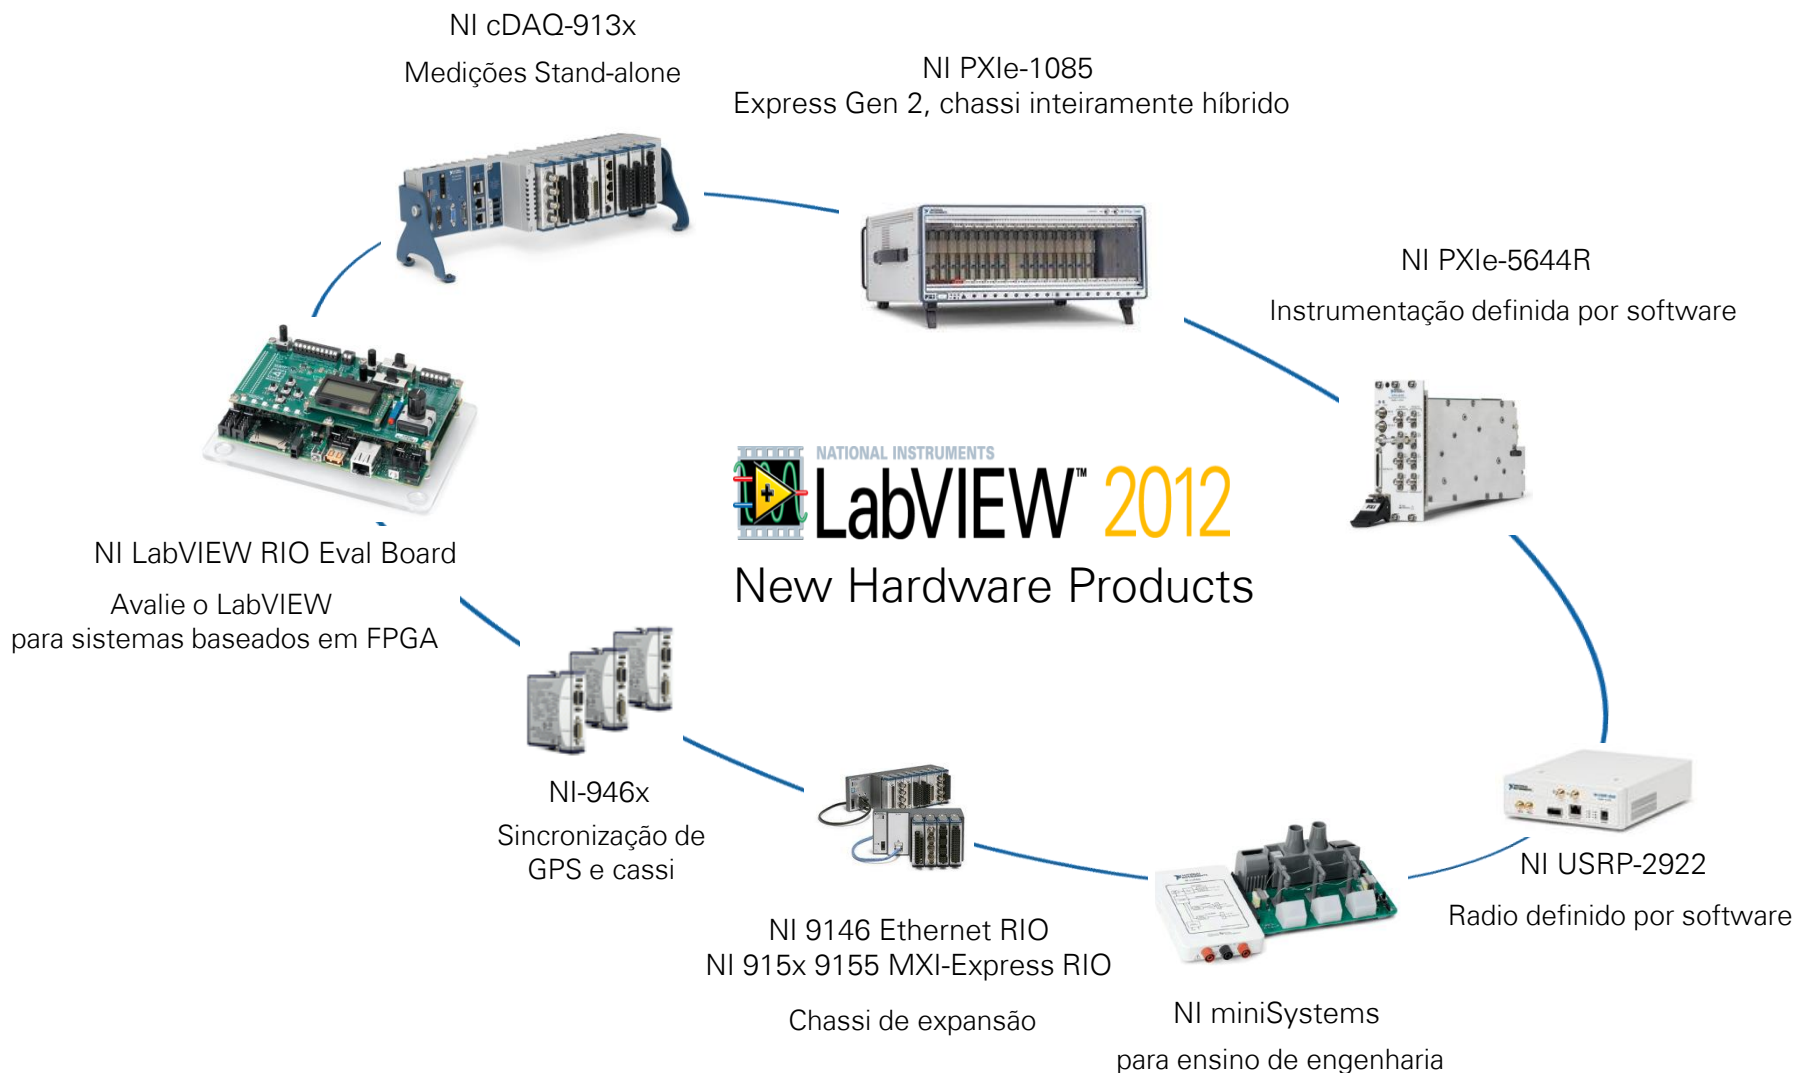 NI cDAQ-913x
Medições Stand-alone
NI PXIe-1085
Express Gen 2, chassi inteiramente híbrido
NI PXIe-5644R
Instrumentação definida por software
NATIONAL INSTRUMENTS
LabVIEW™ 2012
New Hardware Products
NI LabVIEW RIO Eval Board
Avalie o LabVIEW
para sistemas baseados em FPGA
NI-946x
Sincronização de
GPS e cassi
NI 9146 Ethernet RIO
NI 915x 9155 MXI-Express RIO
Chassi de expansão
NI miniSystems
para ensino de engenharia
NI USRP-2922
Radio definido por software